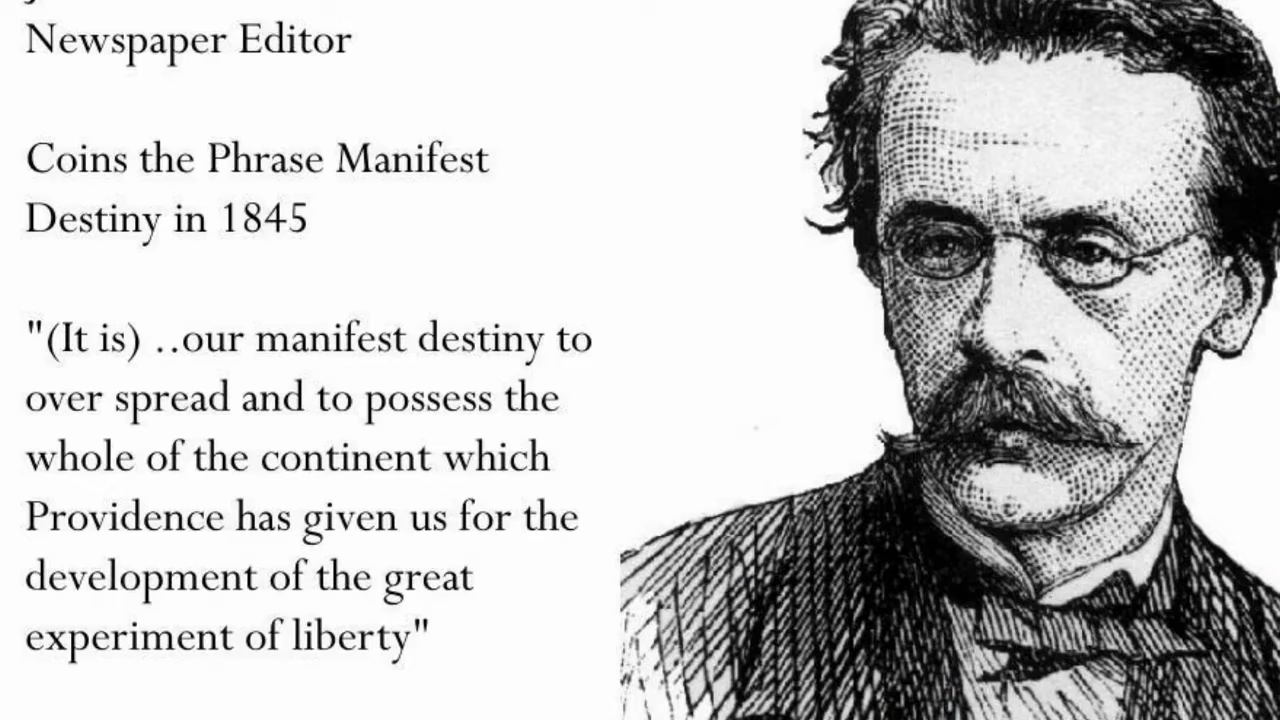 Newspaper Editor
Coins the Phrase Manifest
Destiny in 1845
"(It is) ..our manifest destiny to
over spread and to possess the
whole of the continent which
Providence has given us for the
development of the great
experiment of liberty"